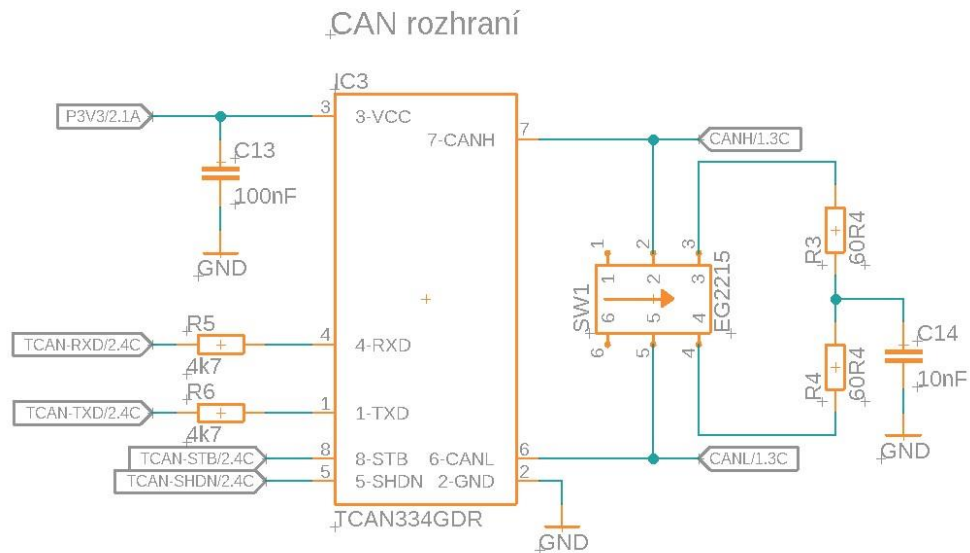 CAN rozhraní
IC3
P3V3/2.1A
3
3-VCC
7-CANH
7
CANH/1.3C
C13
100nF
GND
1
2
3
1
2
3
SW1
EG2215
6
5
4
6
5
4
R3
60R4
R4
60R4
C14
10nF
GND
TCAN-RXD/2.4C
R5
4k7
4
4-RXD
TCAN-TXD/2.4C
R6
4k7
1
1-TXD
TCAN-STB/2.4C
8
8-STB
6-CANL
6
CANL/1.3C
TCAN-SHDN/2.4C
5
5-SHDN
2-GND
2
TCAN334GDR
GND